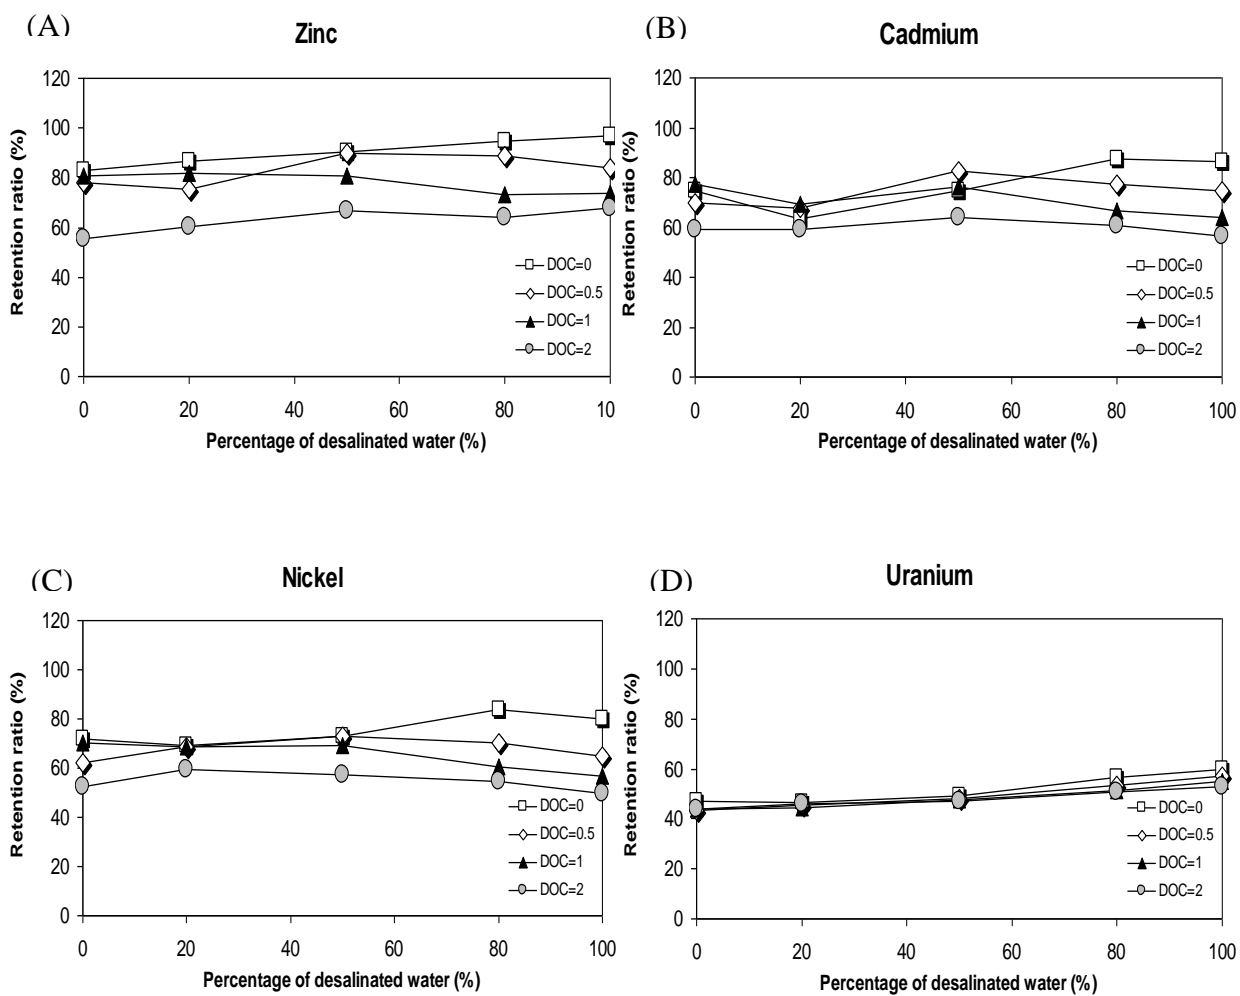 (A)
Zinc
120
100
80
60
40
20
0
Retention ratio (%)
DOC=0
DOC=0.5
DOC=1
DOC=2
0 20 40 60 80 10
Percentage of desalinated water (%)
(B)
Cadmium
120
100
80
60
40
20
0
Retention ratio (%)
DOC=0
DOC=0.5
DOC=1
DOC=2
0 20 40 60 80 100
Percentage of desalinated water (%)
(C)
Nickel
120
100
80
60
40
20
0
Retention ratio (%)
DOC=0
DOC=0.5
DOC=1
DOC=2
0 20 40 60 80 100
Percentage of desalinated water (%)
(D)
Uranium
120
100
80
60
40
20
0
Retention ratio (%)
DOC=0
DOC=0.5
DOC=1
DOC=2
0 20 40 60 80 100
Percentage of desalinated water (%)